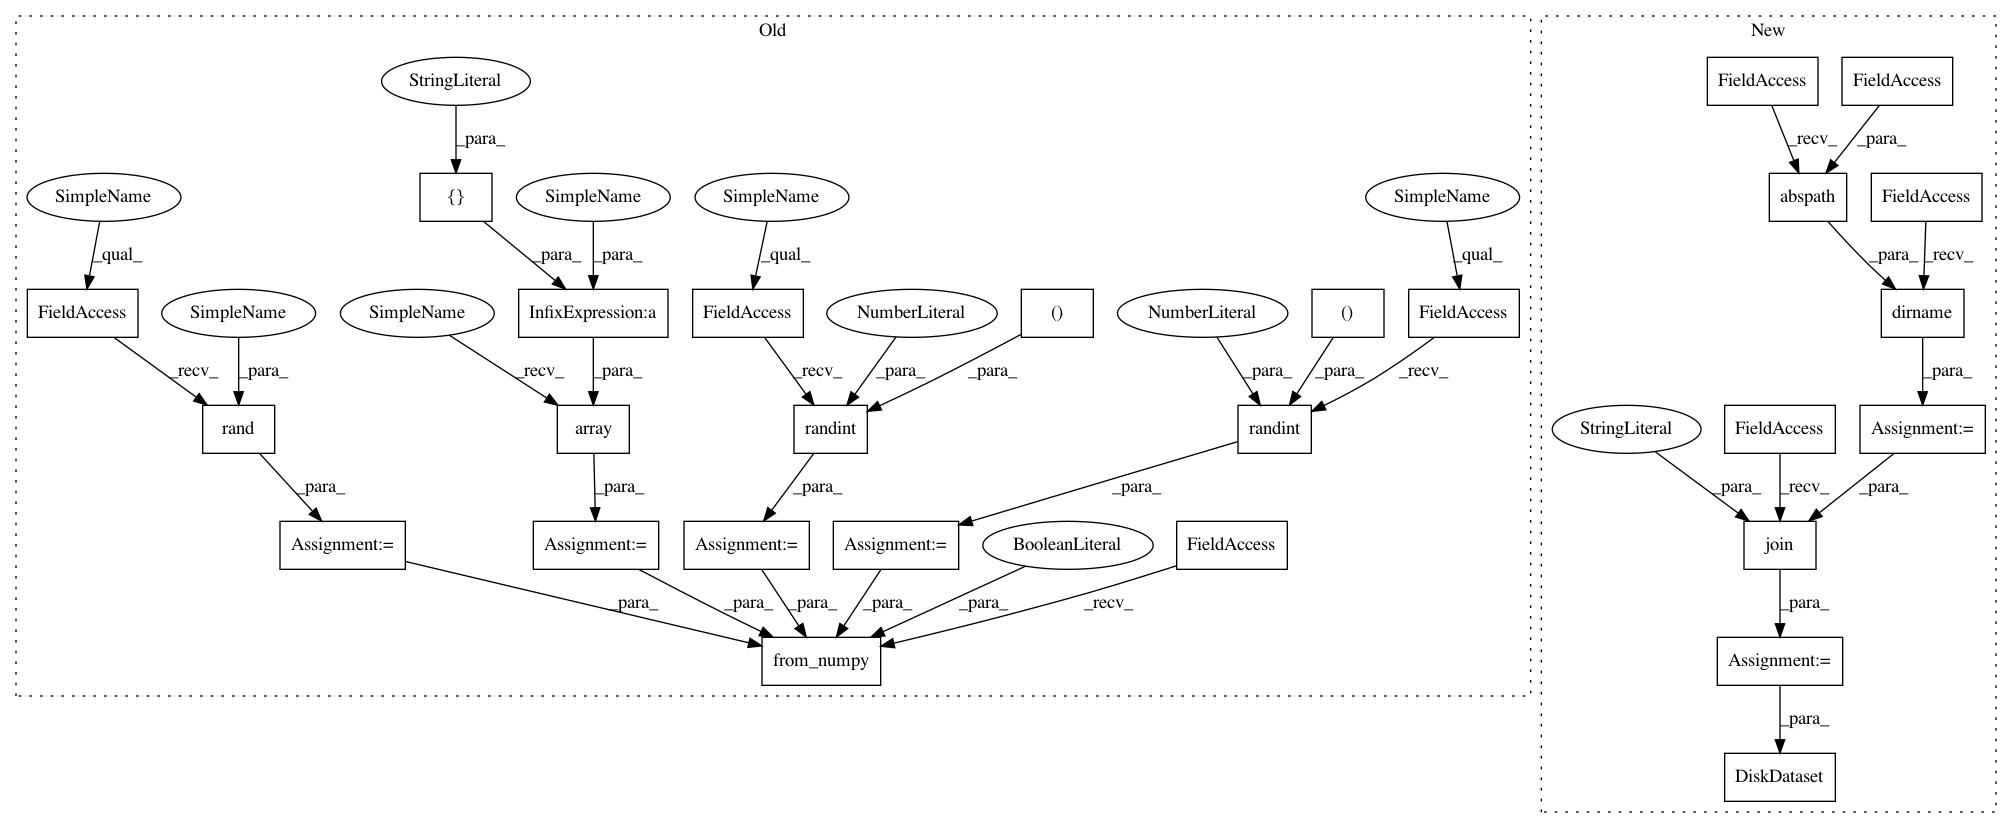 Old
New
StringLiteral
FieldAccess
FieldAccess
_para_
_recv_
_para_
SimpleName
{}
SimpleName
SimpleName
SimpleName
abspath
FieldAccess
_qual_
_para_
_para_
_qual_
_qual_
_para_
_recv_
FieldAccess
SimpleName
SimpleName
InfixExpression:a
FieldAccess
NumberLiteral
()
NumberLiteral
()
FieldAccess
dirname
_recv_
_para_
_recv_
_para_
_recv_
_para_
_para_
_para_
_para_
_recv_
_para_
rand
array
randint
randint
StringLiteral
FieldAccess
Assignment:=
_para_
_para_
_para_
_para_
_para_
_recv_
_para_
Assignment:=
Assignment:=
Assignment:=
Assignment:=
BooleanLiteral
FieldAccess
join
_para_
_para_
_para_
_para_
_para_
_recv_
_para_
from_numpy
Assignment:=
_para_
DiskDataset